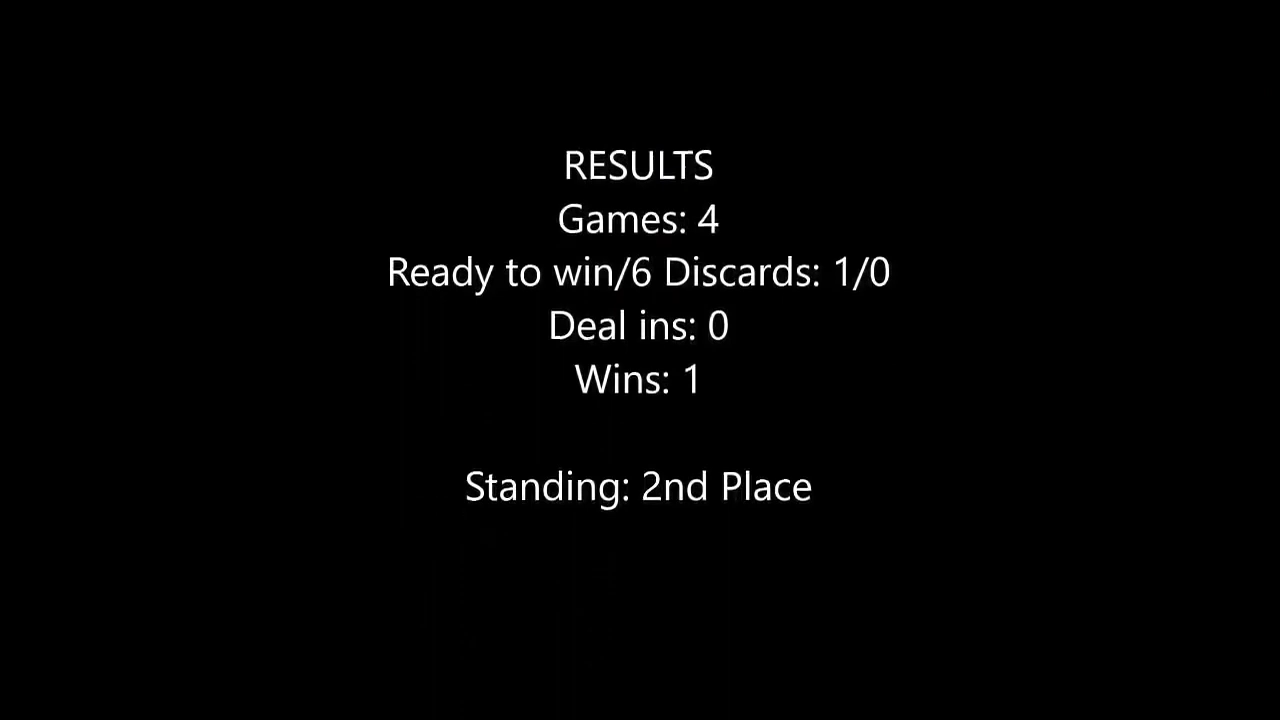 RESULTS
Games: 4
Ready to win/6 Discards: 1/0
Deal ins: 0
Wins: 1
Standing: 2nd Place